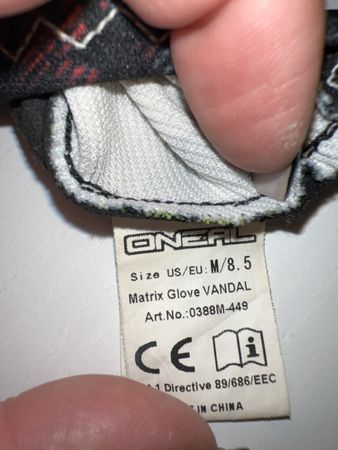 ONEAL
Size US/EU: M/8.5
Matrix Glove VANDAL
Art.No.:0388M-449
CE i
1 Directive 89/686/EEC
IN CHINA